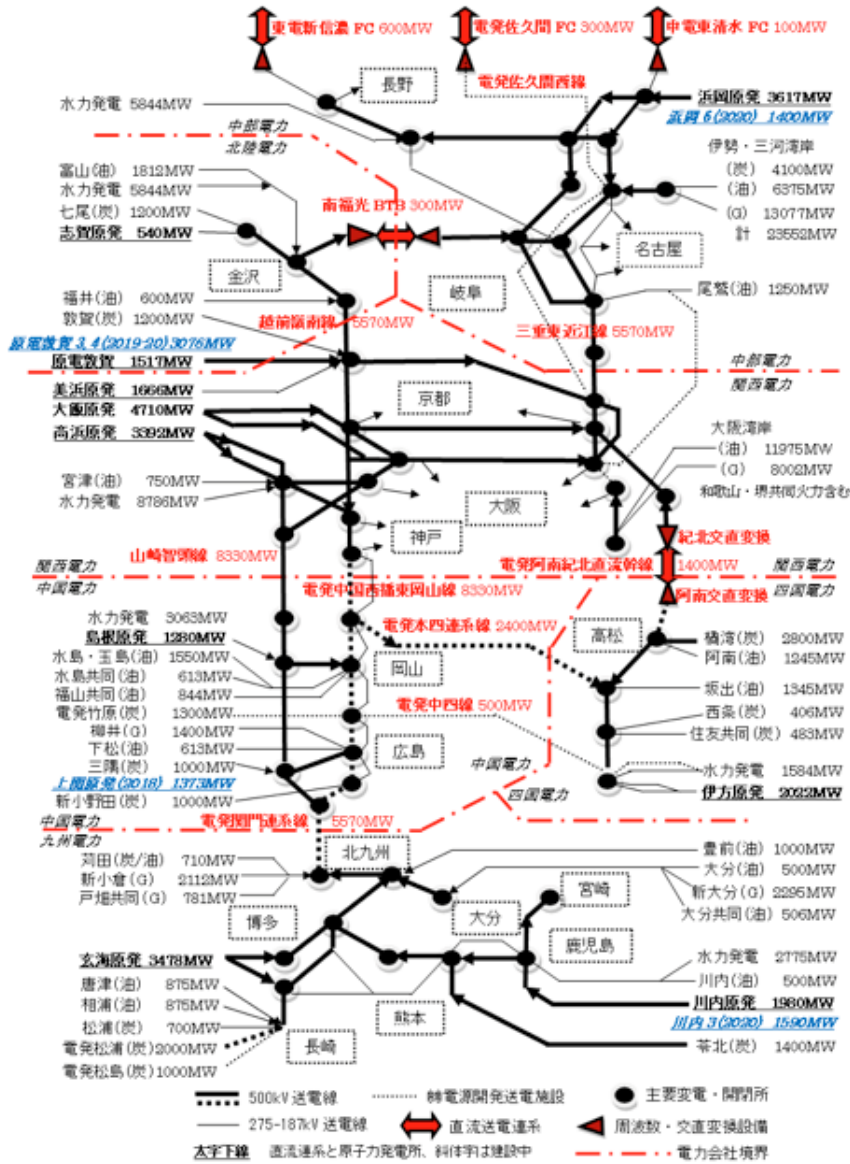 東電新信濃 FC 600MW
電発佐久間 FC 300MW
中電東清水 FC 100MW
長野
電発佐久間西線
水力発電 5844MW
浜岡原発 3617MW
浜岡 6 (2020) 1400MW
中部電力
北陸電力
伊勢・三河湾岸
(炭) 4100MW
(油) 6375MW
(G) 13077MW
計 23552MW
富山(油) 1812MW
水力発電 5844MW
七尾(炭) 1200MW
志賀原発 540MW
南福光 BTB 300MW
名古屋
金沢
岐阜
尾鷲(油) 1250MW
福井(油) 600MW
敦賀(炭) 1200MW
越前嶺南線 5570MW
三重東近江線 5570MW
原電敦賀 3, 4 (2019-20) 3076MW
原電敦賀 1517MW
中部電力
関西電力
美浜原発 1666MW
大飯原発 4710MW
高浜原発 3392MW
京都
大阪湾岸
(油) 11975MW
(G) 8002MW
和歌山・堺共同火力含む
宮津(油) 750MW
水力発電 8786MW
大阪
神戸
紀北交直変換
山崎智頭線 8330MW
電発阿南紀北直流幹線 1400MW
関西電力
中国電力
関西電力
四国電力
電発中国西播東岡山線 8330MW
阿南交直変換
水力発電 3063MW
島根原発 1280MW
電発本四連系線 2400MW
高松
橘湾(炭) 2800MW
阿南(油) 1245MW
水島・玉島(油) 1550MW
水島共同(油) 613MW
福山共同(油) 844MW
岡山
坂出(油) 1345MW
電発竹原(炭) 1300MW
電発中四線 500MW
西条(炭) 406MW
住友共同(炭) 483MW
柳井(G) 1400MW
下松(油) 613MW
三隅(炭) 1000MW
広島
中国電力
四国電力
水力発電 1584MW
伊方原発 2022MW
上関原発(2018) 1373MW
新小野田(炭) 1000MW
中国電力
九州電力
電発関門連系線 5570MW
北九州
苅田(炭/油) 710MW
新小倉(G) 2112MW
戸畑共同(G) 781MW
豊前(油) 1000MW
大分(油) 500MW
新大分(G) 2295MW
大分共同(油) 506MW
宮崎
大分
博多
鹿児島
玄海原発 3478MW
水力発電 2775MW
川内(油) 500MW
川内原発 1980MW
川内 3 (2020) 1590MW
苓北(炭) 1400MW
唐津(油) 875MW
相浦(油) 875MW
松浦(炭) 700MW
電発松浦(炭)2000MW
電発松島(炭)1000MW
長崎
熊本
500kV 送電線
㈱電源開発送電施設
主要変電・開閉所
275-187kV 送電線
直流送電連系
周波数・交直変換設備
太字下線 直流連系と原子力発電所、斜体字は建設中
電力会社境界